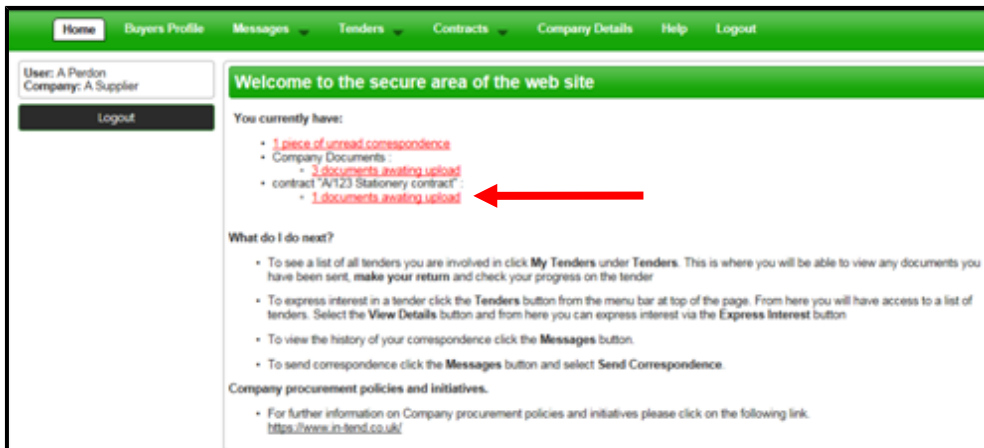 Home Buyers Profile Messages Tenders Contracts Company Details Help Logout
User: A Perdon
Company: A Supplier
Logout
Welcome to the secure area of the web site
You currently have:
1 piece of unread correspondence
Company Documents :
3 documents awating upload
contract "A/123 Stationery contract" :
1 documents awating upload
What do I do next?
To see a list of all tenders you are involved in click My Tenders under Tenders. This is where you will be able to view any documents you
have been sent, make your return and check your progress on the tender
To express interest in a tender click the Tenders button from the menu bar at top of the page. From here you will have access to a list of
tenders. Select the View Details button and from here you can express interest via the Express Interest button
To view the history of your correspondence click the Messages button.
To send correspondence click the Messages button and select Send Correspondence.
Company procurement policies and initiatives.
For further information on Company procurement policies and initiatives please click on the following link.
https://www.in-tend.co.uk/